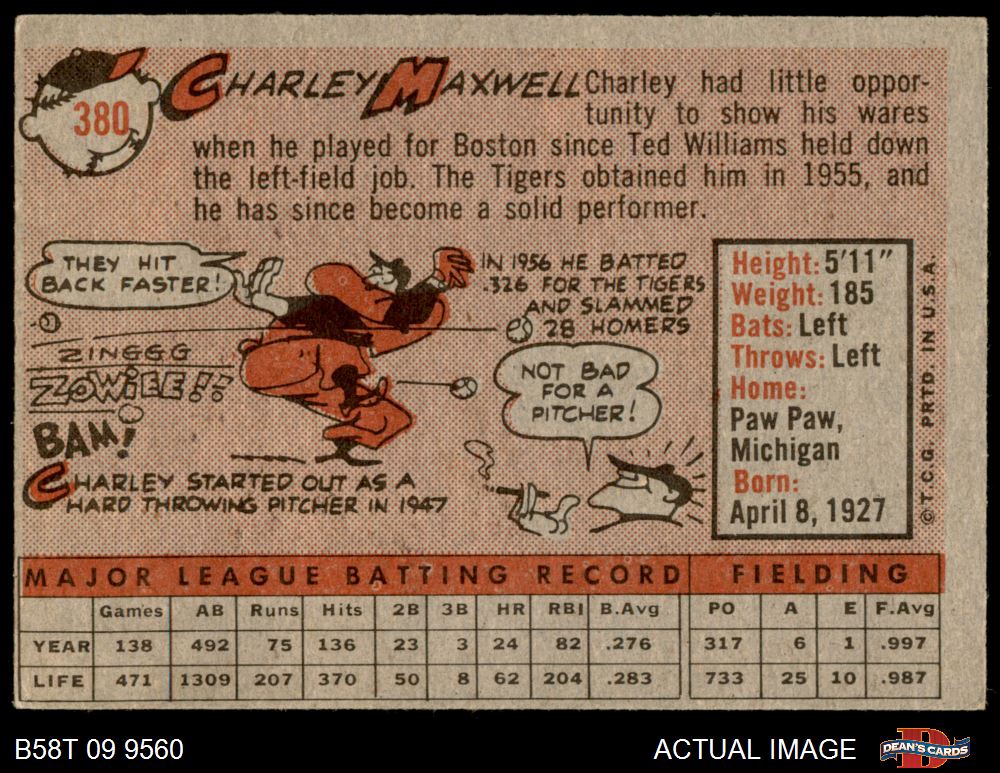 380
CHARLEY MAXWELL
Charley had little oppor-
tunity to show his wares
when he played for Boston since Ted Williams held down
the left-field job. The Tigers obtained him in 1955, and
he has since become a solid performer.
THEY HIT
BACK FASTER!
ZINGGG
ZOWIEE!!
BAM!
CHARLEY STARTED OUT AS A
HARD THROWING PITCHER IN 1947
IN 1956 HE BATTED
.326 FOR THE TIGERS
AND SLAMMED
28 HOMERS
NOT BAD
FOR A
PITCHER!
Height: 5'11"
Weight: 185
Bats: Left
Throws: Left
Home:
Paw Paw,
Michigan
Born:
April 8, 1927
© T.C.G. PRTD. IN U.S.A.
MAJOR LEAGUE BATTING RECORD FIELDING
Games AB Runs Hits 2B 3B HR RBI B.Avg PO A E F.Avg
YEAR 138 492 75 136 23 3 24 82 .276 317 6 1 .997
LIFE 471 1309 207 370 50 8 62 204 .283 733 25 10 .987
B58T 09 9560
ACTUAL IMAGE
DEAN'S CARDS